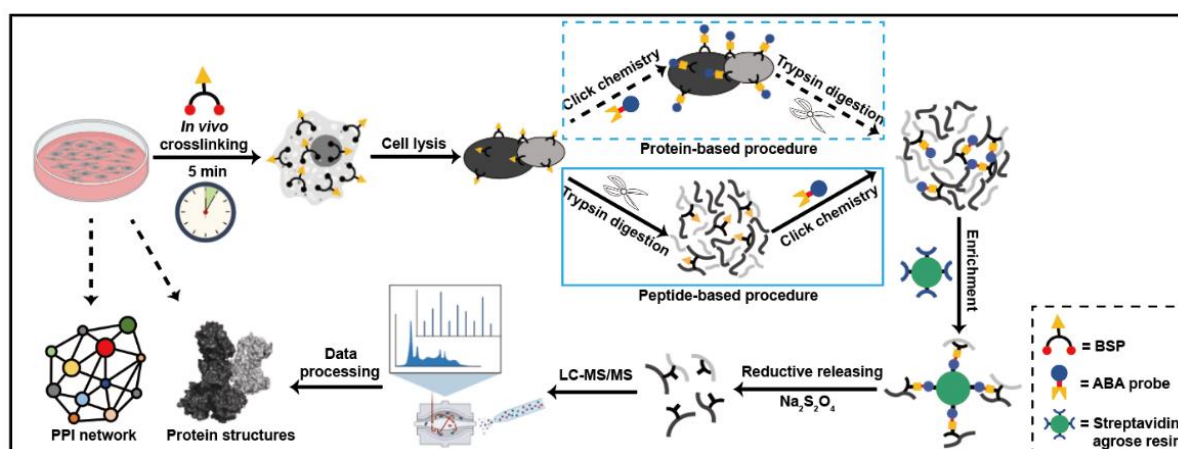 In vivo
crosslinking
5 min
Cell lysis
Click chemistry
Trypsin digestion
Protein-based procedure
Trypsin digestion
Click chemistry
Peptide-based procedure
Enrichment
= BSP
= ABA probe
= Streptavidin
agrose resin
Reductive releasing
Na₂S₂O₄
LC-MS/MS
Data
processing
PPI network
Protein structures